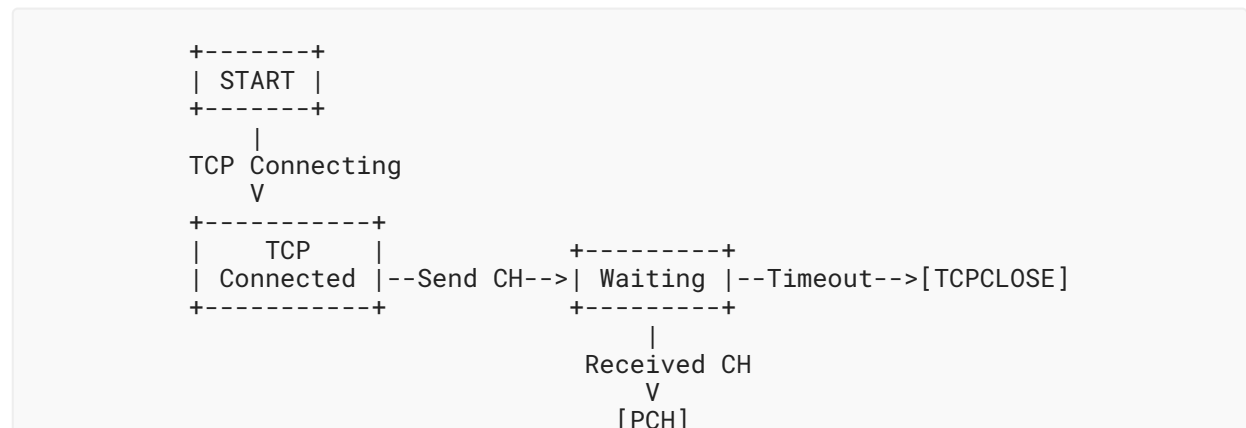 +-------+
| START |
+-------+
|
TCP Connecting
V
+-----------+
|    TCP    |             +---------+
| Connected |--Send CH-->| Waiting |--Timeout-->[TCPCLOSE]
+-----------+             +---------+
|
Received CH
V
[PCH]